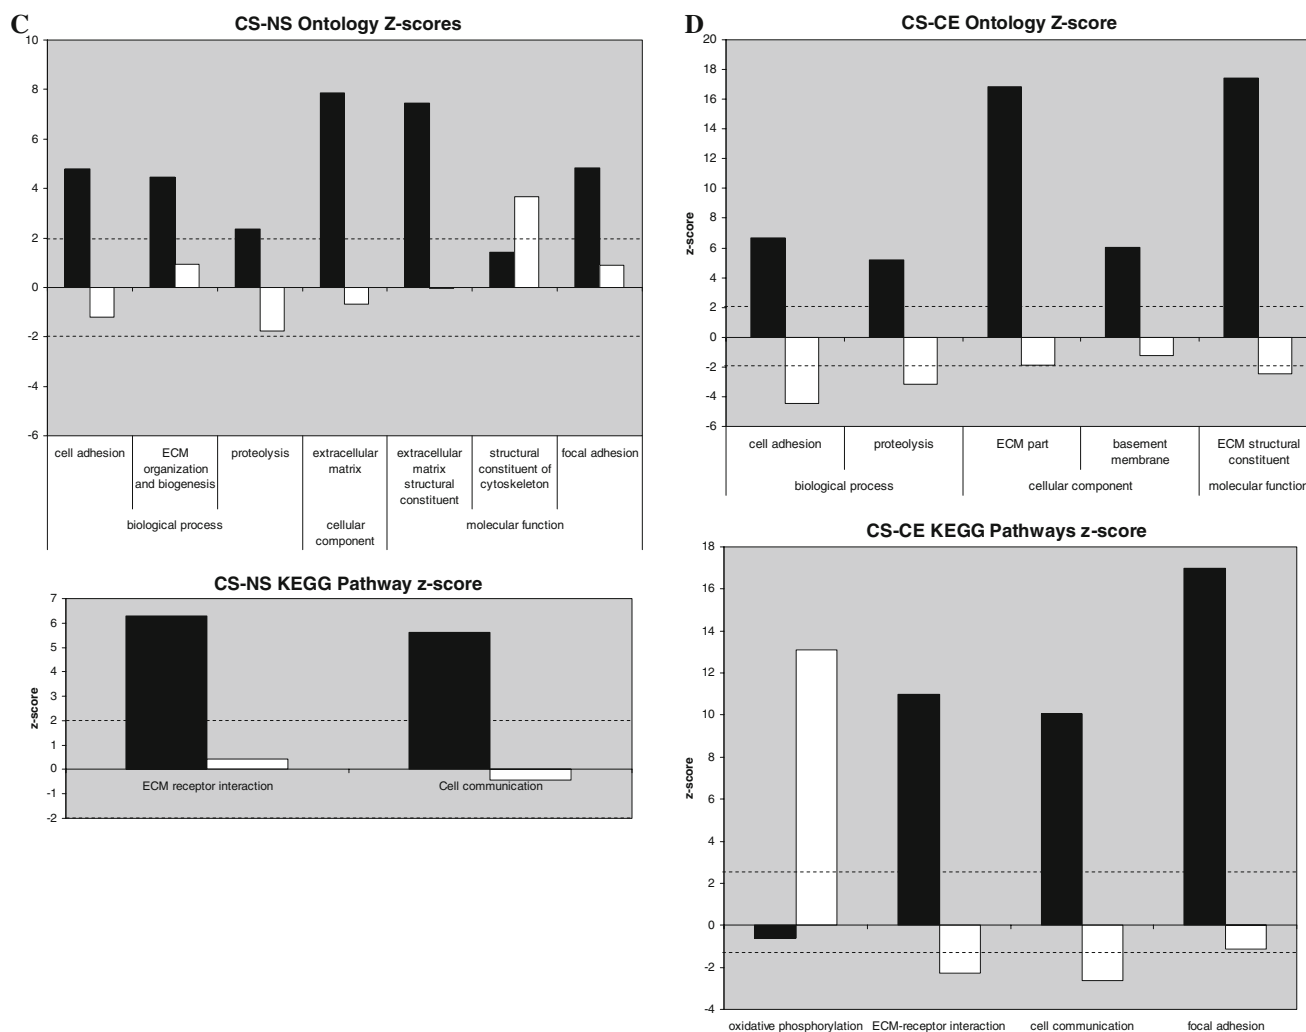 C
CS-NS Ontology Z-scores
10
8
6
4
2
0
-2
-4
-6
cell adhesion
ECM
organization
and biogenesis
proteolysis
extracellular
matrix
extracellular
matrix
structural
constituent
structural
constituent of
cytoskeleton
focal adhesion
biological process
cellular
component
molecular function
CS-NS KEGG Pathway z-score
z-score
7
6
5
4
3
2
1
0
-1
-2
ECM receptor interaction
Cell communication
D
CS-CE Ontology Z-score
z-score
20
18
16
14
12
10
8
6
4
2
0
-2
-4
-6
cell adhesion
proteolysis
ECM part
basement
membrane
ECM structural
constituent
biological process
cellular component
molecular function
CS-CE KEGG Pathways z-score
z-score
18
16
14
12
10
8
6
4
2
0
-2
-4
oxidative phosphorylation
ECM-receptor interaction
cell communication
focal adhesion